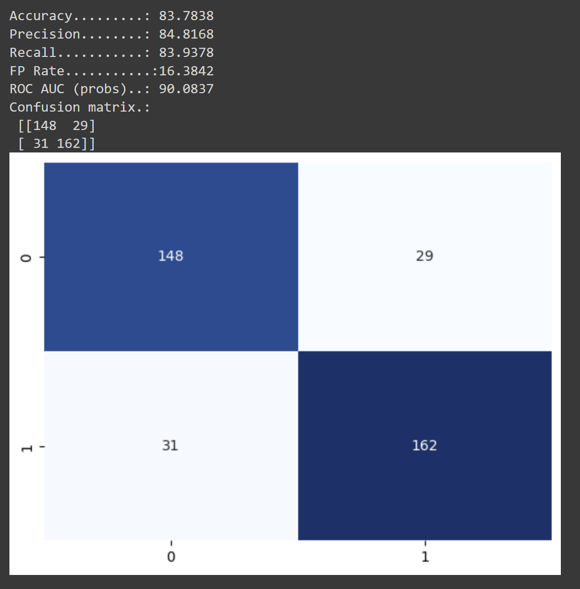 Accuracy.........: 83.7838
Precision........: 84.8168
Recall...........: 83.9378
FP Rate...........:16.3842
ROC AUC (probs)..: 90.0837
Confusion matrix.:
[[148  29]
[ 31 162]]
0
148
29
1
31
162
0
1